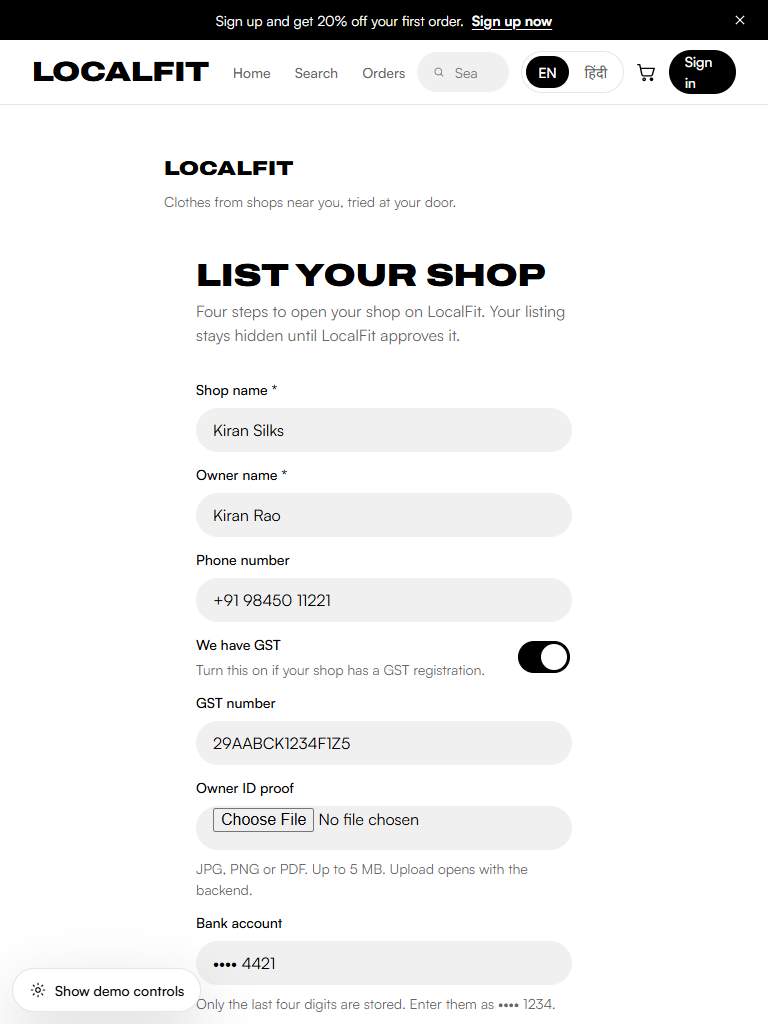 Sign up and get 20% off your first order. Sign up now ×
LOCALFIT Home Search Orders Sea EN हिंदी Sign in
LOCALFIT
Clothes from shops near you, tried at your door.
LIST YOUR SHOP
Four steps to open your shop on LocalFit. Your listing
stays hidden until LocalFit approves it.
Shop name *
Kiran Silks
Owner name *
Kiran Rao
Phone number
+91 98450 11221
We have GST
Turn this on if your shop has a GST registration.
GST number
29AABCK1234F1Z5
Owner ID proof
Choose File No file chosen
JPG, PNG or PDF. Up to 5 MB. Upload opens with the
backend.
Bank account
•••• 4421
Only the last four digits are stored. Enter them as •••• 1234.
Show demo controls